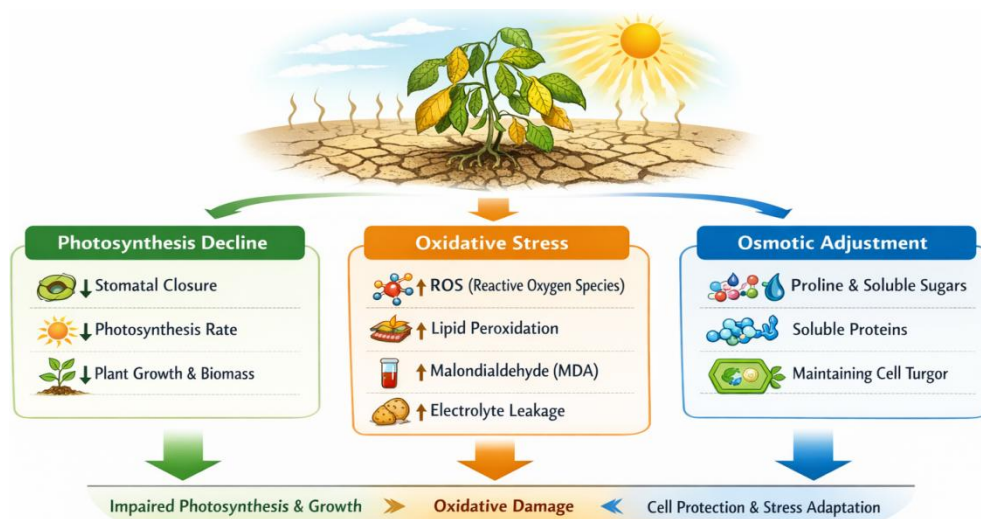 Photosynthesis Decline
↓ Stomatal Closure
↓ Photosynthesis Rate
↓ Plant Growth & Biomass
Oxidative Stress
↑ ROS (Reactive Oxygen Species)
↑ Lipid Peroxidation
↑ Malondialdehyde (MDA)
↑ Electrolyte Leakage
Osmotic Adjustment
Proline & Soluble Sugars
Soluble Proteins
Maintaining Cell Turgor
Impaired Photosynthesis & Growth
Oxidative Damage
Cell Protection & Stress Adaptation